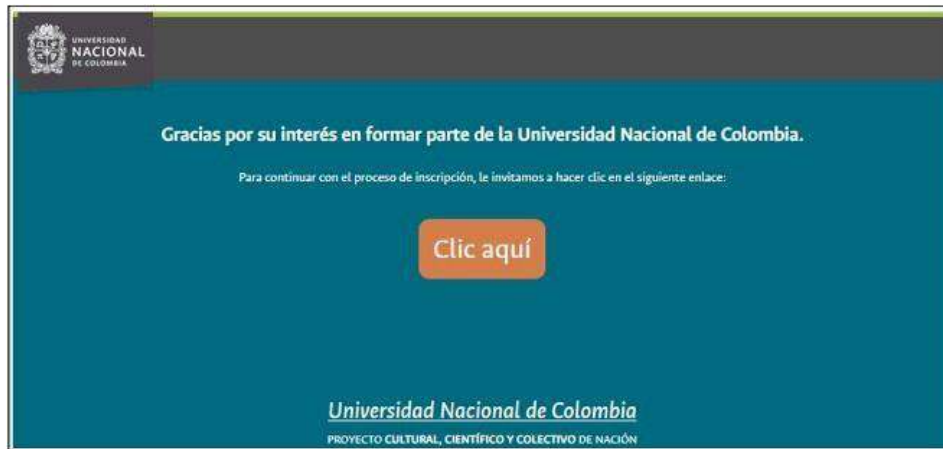 UNIVERSIDAD
NACIONAL
DE COLOMBIA
Gracias por su interés en formar parte de la Universidad Nacional de Colombia.
Para continuar con el proceso de inscripción, le invitamos a hacer clic en el siguiente enlace:
Clic aquí
Universidad Nacional de Colombia
PROYECTO CULTURAL, CIENTÍFICO Y COLECTIVO DE NACIÓN